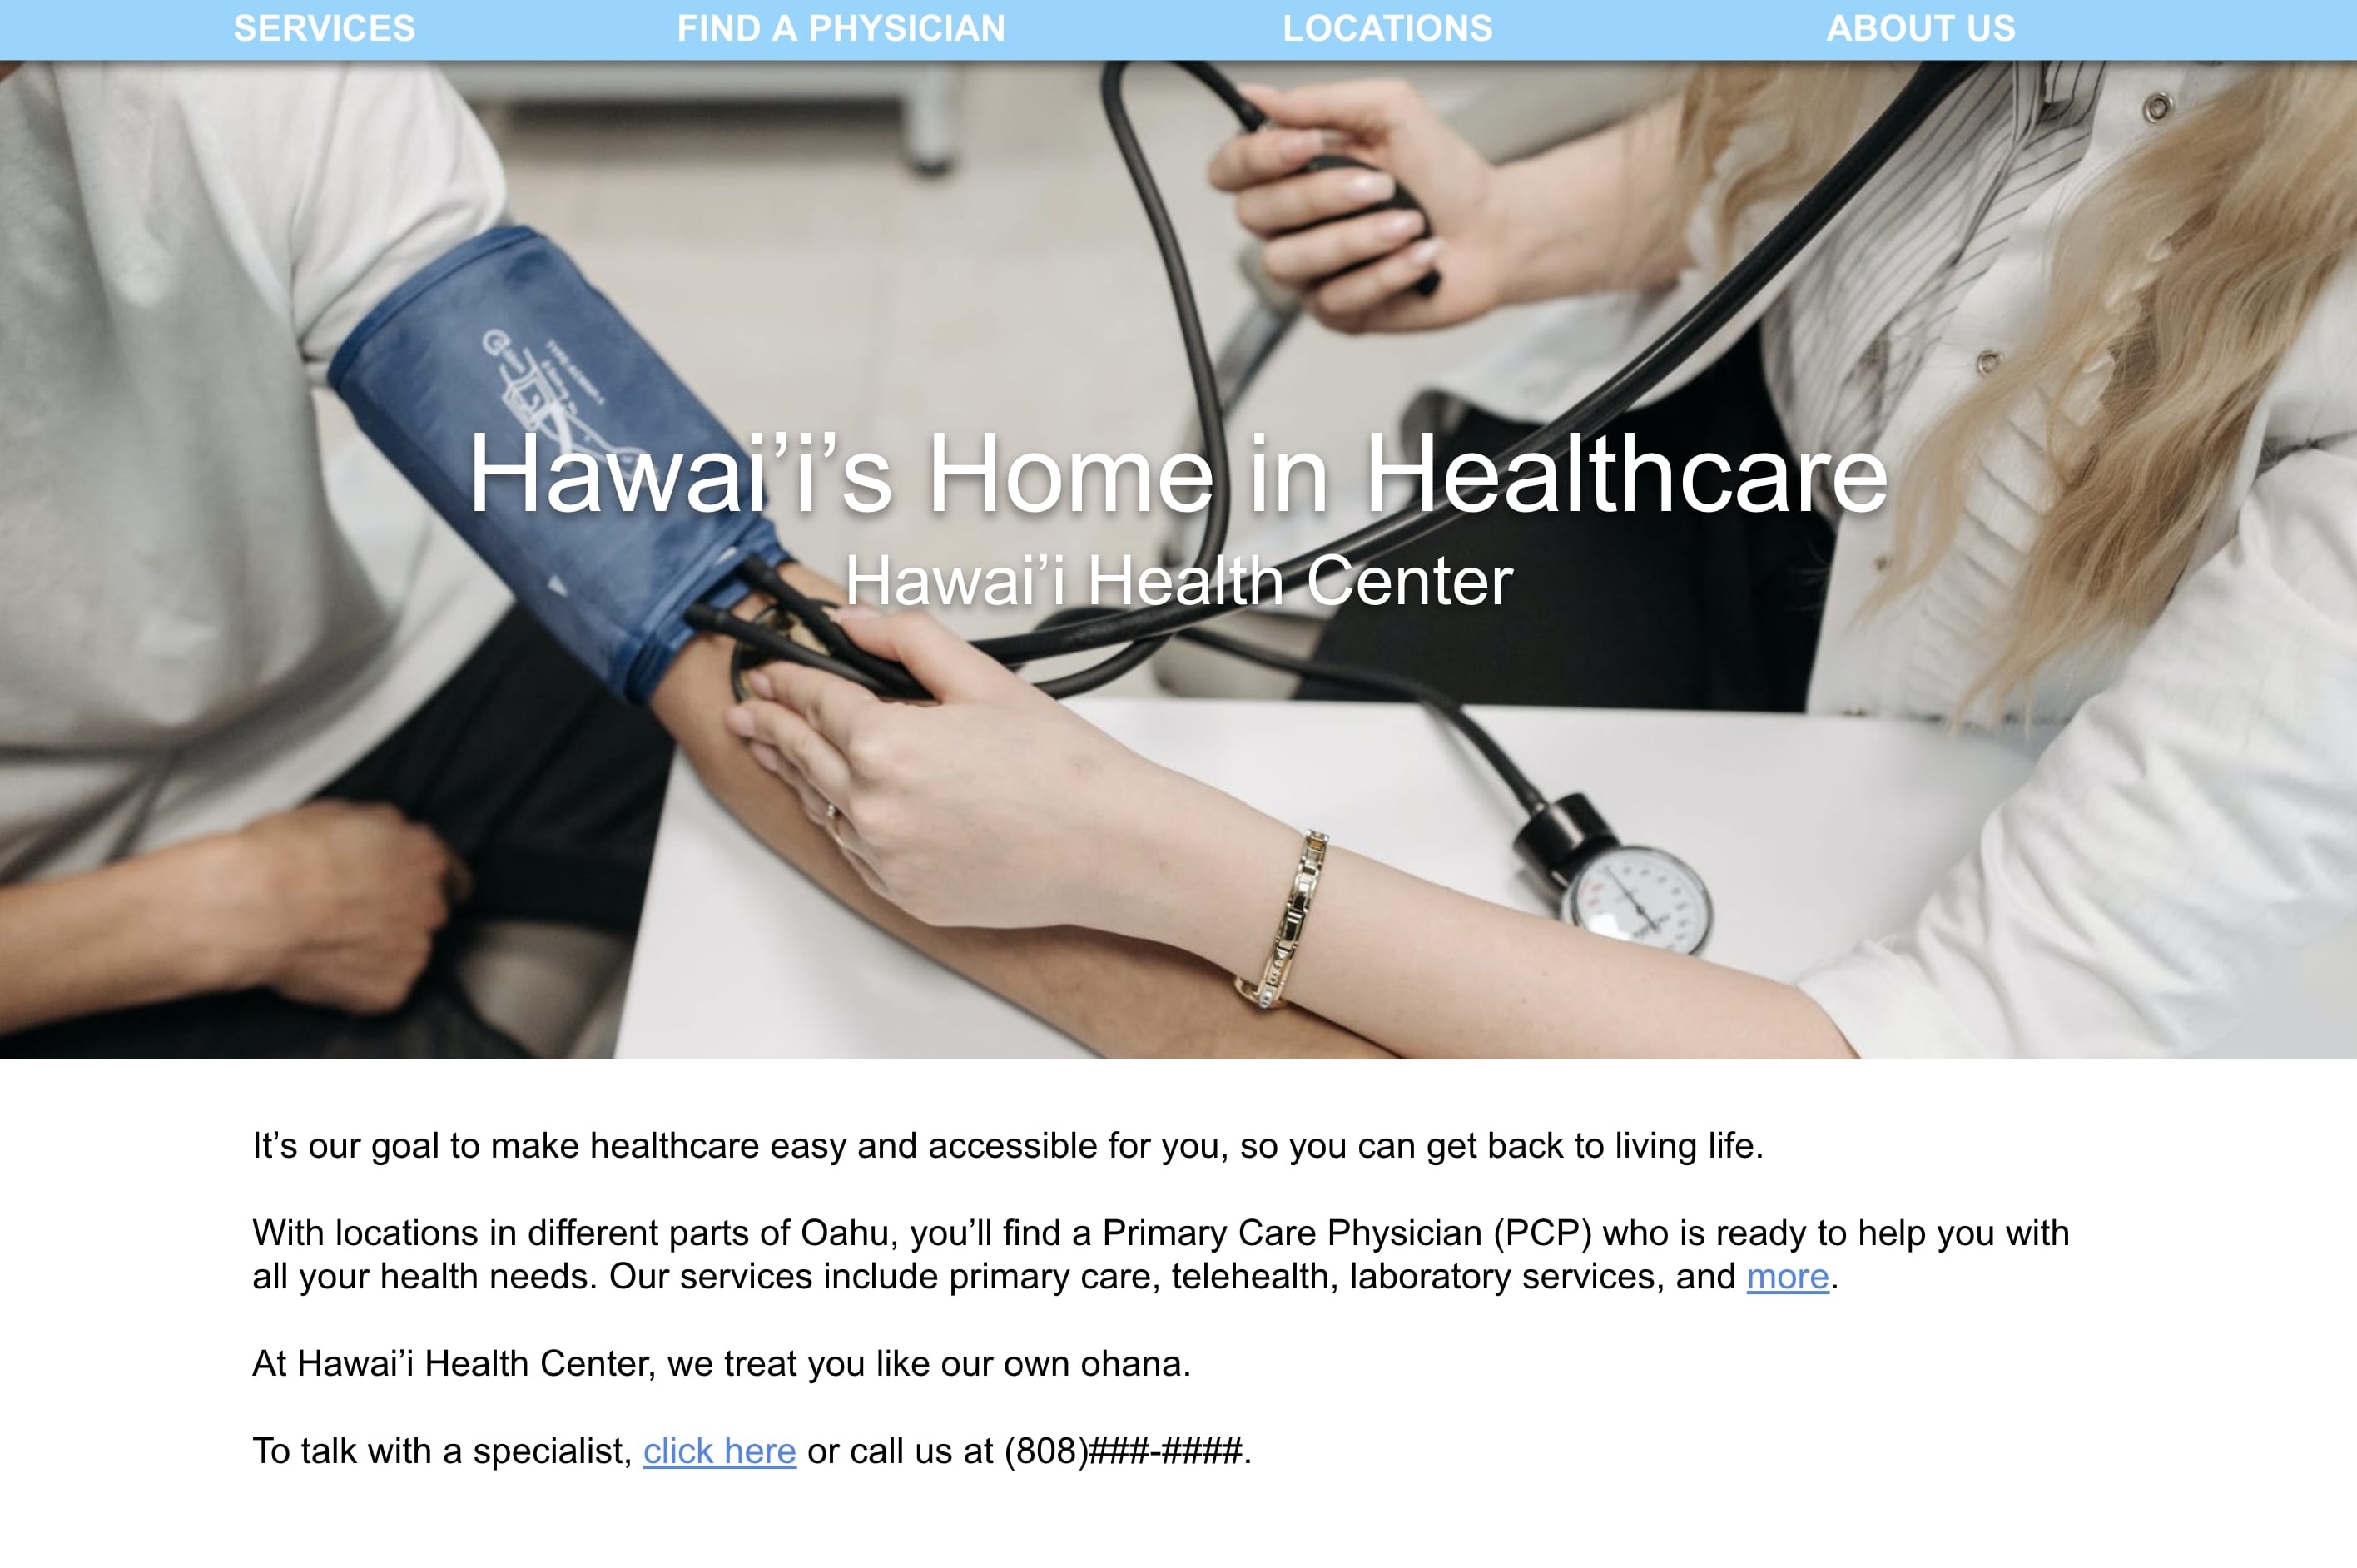 SERVICES FIND A PHYSICIAN LOCATIONS ABOUT US
Hawai’i’s Home in Healthcare
Hawai’i Health Center
It’s our goal to make healthcare easy and accessible for you, so you can get back to living life.
With locations in different parts of Oahu, you’ll find a Primary Care Physician (PCP) who is ready to help you with
all your health needs. Our services include primary care, telehealth, laboratory services, and more.
At Hawai’i Health Center, we treat you like our own ohana.
To talk with a specialist, click here or call us at (808)###-####.